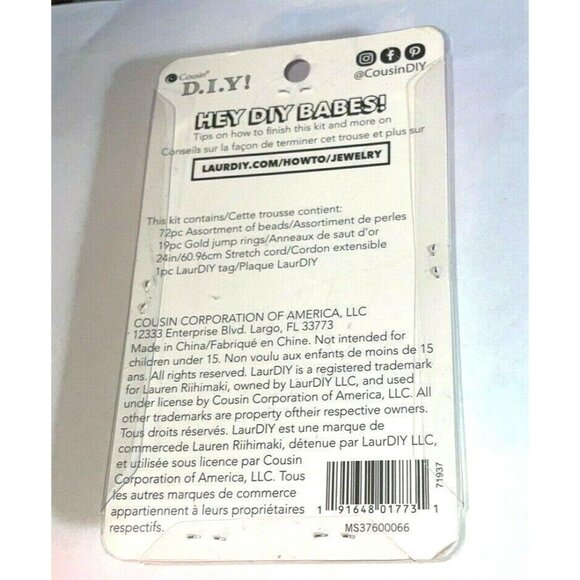 Cousin®
D.I.Y!
@CousinDIY
HEY DIY BABES!
Tips on how to finish this kit and more on
Conseils sur la façon de terminer cet trouse et plus sur
LAURDIY.COM/HOWTO/JEWELRY
This kit contains/Cette trousse contient:
72pc Assortment of beads/Assortiment de perles
19pc Gold jump rings/Anneaux de saut d'or
24in/60.96cm Stretch cord/Cordon extensible
1pc LaurDIY tag/Plaque LaurDIY
COUSIN CORPORATION OF AMERICA, LLC
12333 Enterprise Blvd. Largo, FL 33773
Made in China/Fabriqué en Chine. Not intended for
children under 15. Non voulu aux enfants de moins de 15
ans. All rights reserved. LaurDIY is a registered trademark
for Lauren Riihimaki, owned by LaurDIY LLC, and used
under license by Cousin Corporation of America, LLC. All
other trademarks are property oftheir respective owners.
Tous droits réservés. LaurDIY est une marque de
commercede Lauren Riihimaki, détenue par LaurDIY LLC,
et utilisée sous licence par Cousin
Corporation of America, LLC. Tous
les autres marques de commerce
appartiennent à leurs propriétaires
respectifs.
71937
1 91648 01773 1
MS37600066